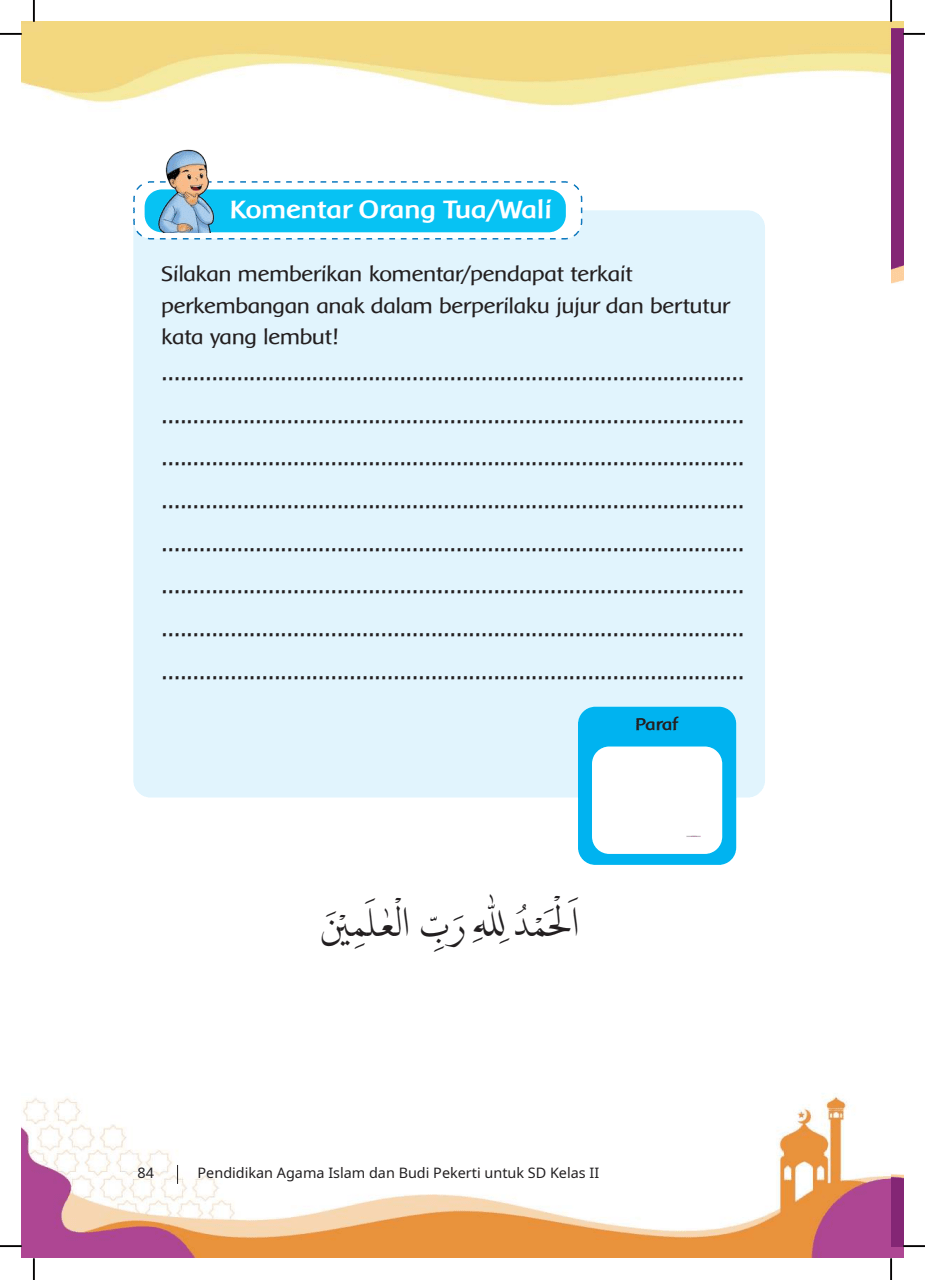 Komentar Orang Tua/Wali
Silakan memberikan komentar/pendapat terkait
perkembangan anak dalam berperilaku jujur dan bertutur
kata yang lembut!
Paraf
اَلْحَمْدُ لِلّٰهِ رَبِّ الْعٰلَمِيْنَ
84 | Pendidikan Agama Islam dan Budi Pekerti untuk SD Kelas II